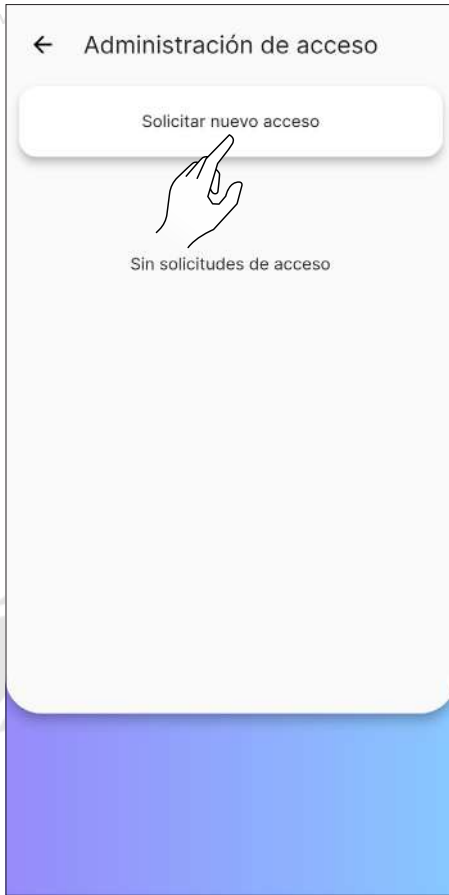 Administración de acceso
Solicitar nuevo acceso
Sin solicitudes de acceso